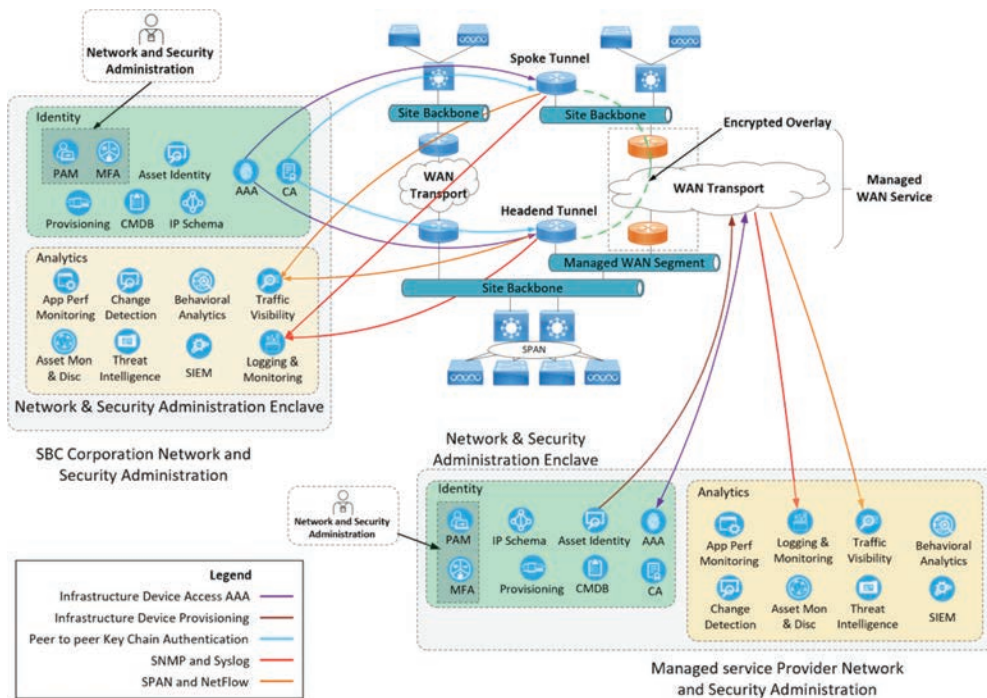 Network and Security
Administration
Identity
PAM
MFA
Asset Identity
AAA
CA
Provisioning
CMDB
IP Schema
Analytics
App Perf
Monitoring
Change
Detection
Behavioral
Analytics
Traffic
Visibility
Asset Mon
& Disc
Threat
Intelligence
SIEM
Logging &
Monitoring
Network & Security Administration Enclave
SBC Corporation Network and
Security Administration
Spoke Tunnel
Site Backbone
Site Backbone
Encrypted Overlay
WAN
Transport
WAN Transport
Managed
WAN Service
Headend Tunnel
Managed WAN Segment
Site Backbone
SPAN
Network & Security
Administration Enclave
Network and Security
Administration
Identity
PAM
IP Schema
Asset Identity
AAA
MFA
Provisioning
CMDB
CA
Analytics
App Perf
Monitoring
Logging &
Monitoring
Traffic
Visibility
Behavioral
Analytics
Change
Detection
Asset Mon
& Disc
Threat
Intelligence
SIEM
Managed service Provider Network
and Security Administration
Legend
Infrastructure Device Access AAA
Infrastructure Device Provisioning
Peer to peer Key Chain Authentication
SNMP and Syslog
SPAN and NetFlow